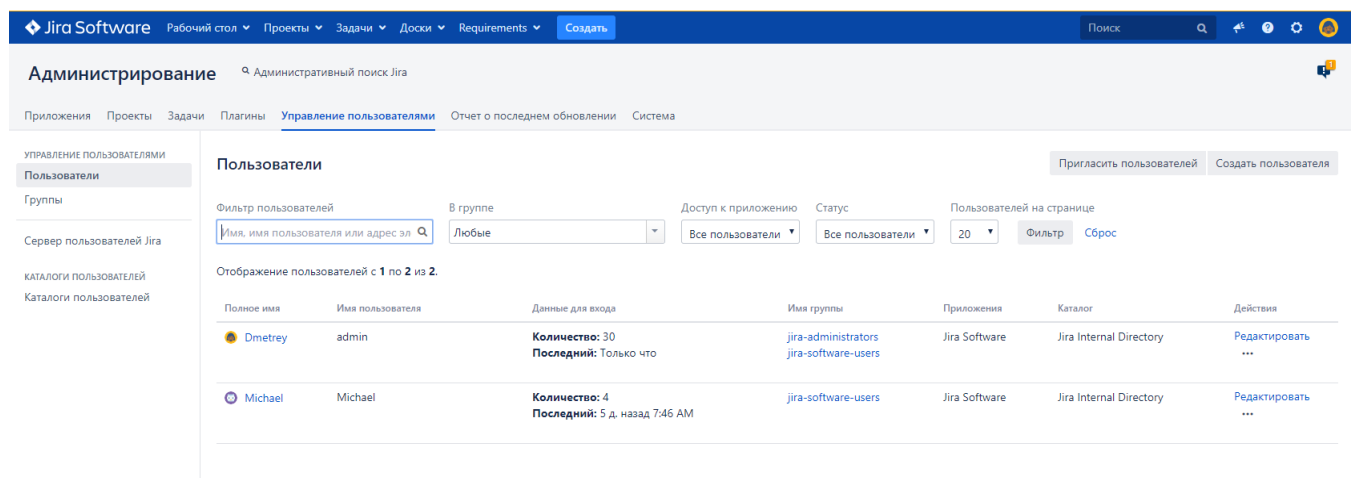 Jira Software Рабочий стол Проекты Задачи Доски Requirements Создать Поиск
Администрирование Административный поиск Jira
Приложения Проекты Задачи Плагины Управление пользователями Отчет о последнем обновлении Система
УПРАВЛЕНИЕ ПОЛЬЗОВАТЕЛЯМИ
Пользователи
Группы
Сервер пользователей Jira
КАТАЛОГИ ПОЛЬЗОВАТЕЛЕЙ
Каталоги пользователей
Пользователи Пригласить пользователей Создать пользователя
Фильтр пользователей В группе Доступ к приложению Статус Пользователей на странице
Имя, имя пользователя или адрес эл Любые Все пользователи Все пользователи 20 Фильтр Сброс
Отображение пользователей с 1 по 2 из 2.
Полное имя Имя пользователя Данные для входа Имя группы Приложения Каталог Действия
Dmetrey admin Количество: 30 jira-administrators Jira Software Jira Internal Directory Редактировать
Последний: Только что jira-software-users ...
Michael Michael Количество: 4 jira-software-users Jira Software Jira Internal Directory Редактировать
Последний: 5 д. назад 7:46 AM ...